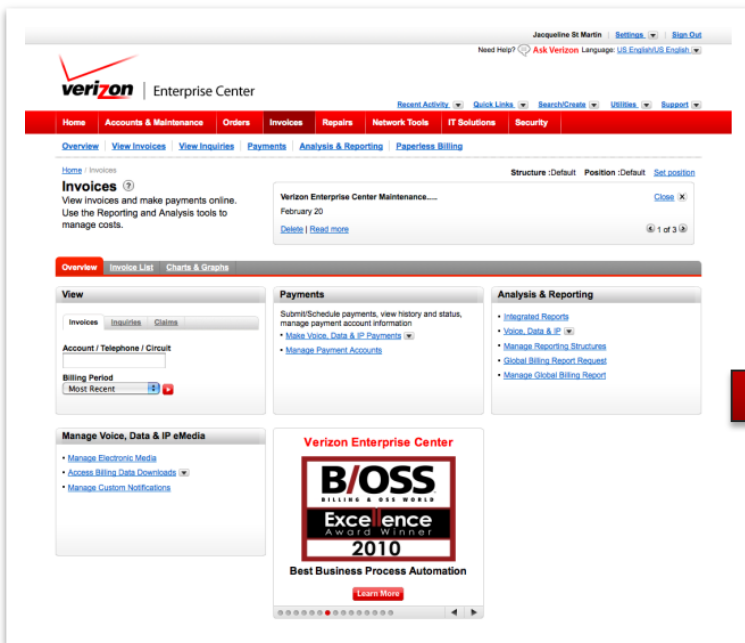 Jacqueline St Martin | Settings | Sign Out
Need Help? Ask Verizon Language: US English/US English
verizon | Enterprise Center
Recent Activity Quick Links Search/Create Utilities Support
Home Accounts & Maintenance Orders Invoices Repairs Network Tools IT Solutions Security
Overview View Invoices View Inquiries Payments Analysis & Reporting Paperless Billing
Home / Invoices
Structure :Default Position :Default Set position
Invoices ?
View invoices and make payments online.
Use the Reporting and Analysis tools to
manage costs.
Verizon Enterprise Center Maintenance.... Close X
February 20
Delete | Read more 1 of 3
Overview Invoice List Charts & Graphs
View
Invoices Inquiries Claims
Account / Telephone / Circuit
Billing Period
Most Recent
Payments
Submit/Schedule payments, view history and status,
manage payment account information
• Make Voice, Data & IP Payments
• Manage Payment Accounts
Analysis & Reporting
• Integrated Reports
• Voice, Data & IP
• Manage Reporting Structures
• Global Billing Report Request
• Manage Global Billing Report
Manage Voice, Data & IP eMedia
• Manage Electronic Media
• Access Billing Data Downloads
• Manage Custom Notifications
Verizon Enterprise Center
B/OSS
BILLING & OSS WORLD
Excellence
Award Winner
2010
Best Business Process Automation
Learn More